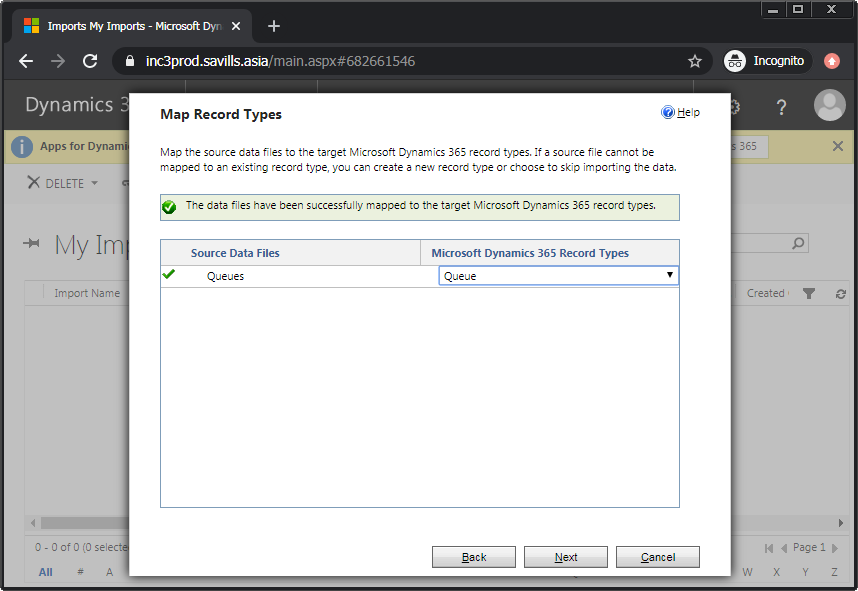 Imports My Imports - Microsoft Dyn
inc3prod.savills.asia/main.aspx#682661546
Incognito
Dynamics 3
Map Record Types
Help
Apps for Dynami
s 365
Map the source data files to the target Microsoft Dynamics 365 record types. If a source file cannot be
mapped to an existing record type, you can create a new record type or choose to skip importing the data.
DELETE
The data files have been successfully mapped to the target Microsoft Dynamics 365 record types.
My Imp
Source Data Files Microsoft Dynamics 365 Record Types
Queues Queue
Import Name Created
0 - 0 of 0 (0 selecte
Page 1
Back Next Cancel
All # A W X Y Z